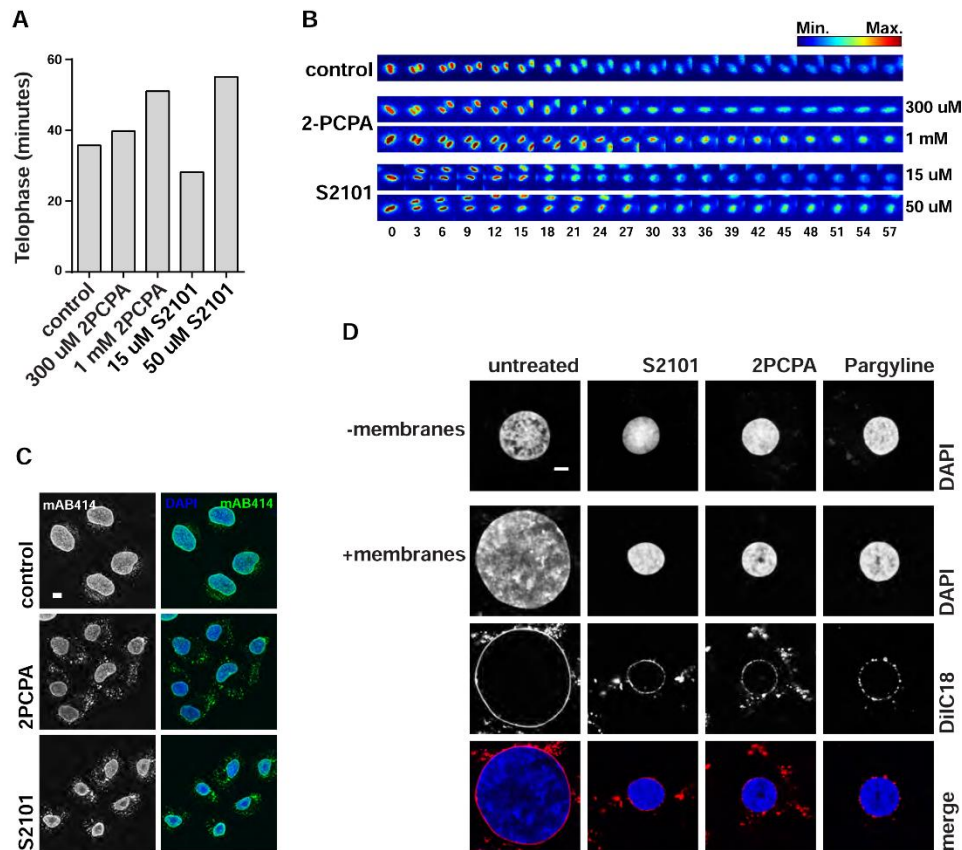 A
Telophase (minutes)
60
40
20
0
control
300 uM 2PCPA
1 mM 2PCPA
15 uM S2101
50 uM S2101
B
Min. Max.
control
2-PCPA
300 uM
1 mM
S2101
15 uM
50 uM
0 3 6 9 12 15 18 21 24 27 30 33 36 39 42 45 48 51 54 57
C
mAB414 DAPI mAB414
control
2PCPA
S2101
D
untreated S2101 2PCPA Pargyline
-membranes DAPI
+membranes DAPI
DiIC18
merge